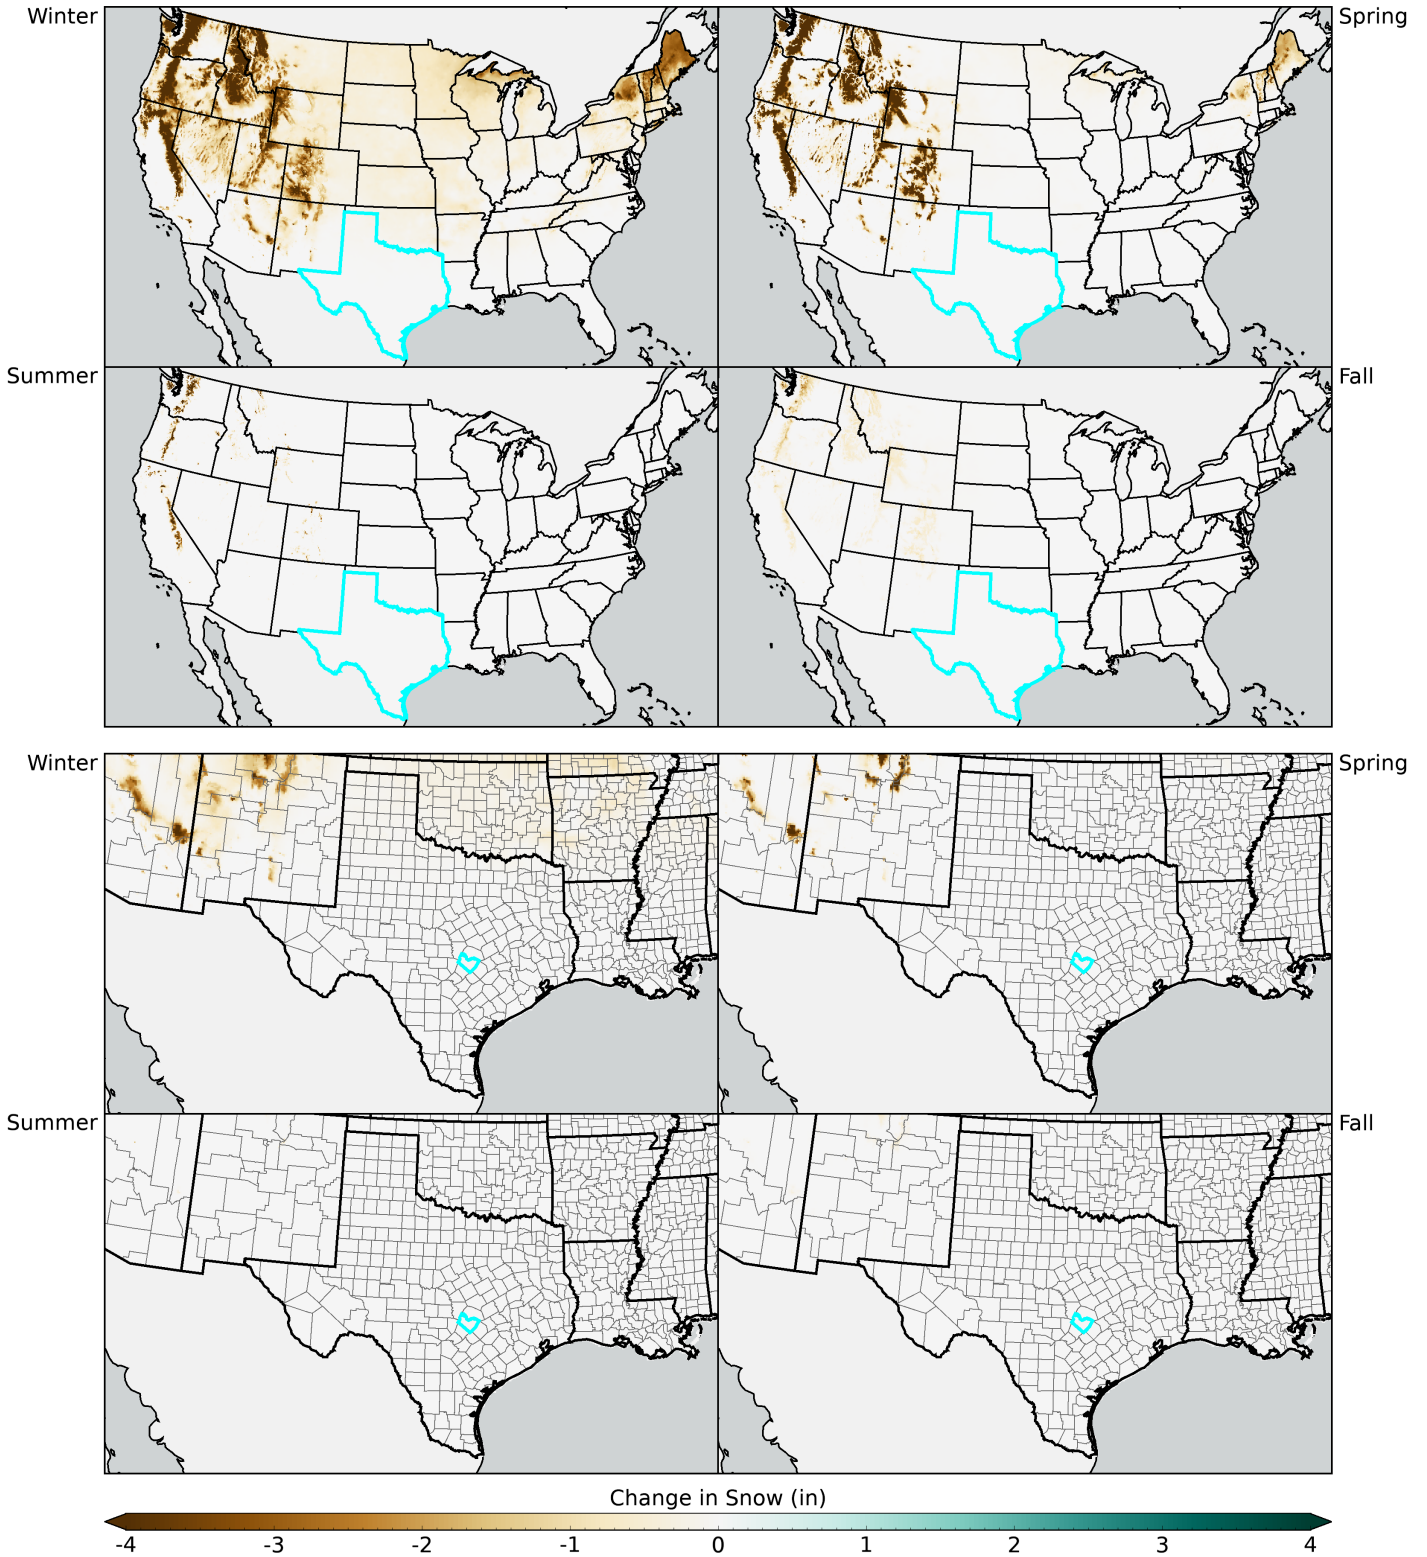 Winter
Spring
Summer
Fall
Winter
Spring
Summer
Fall
Change in Snow (in)
-4 -3 -2 -1 0 1 2 3 4